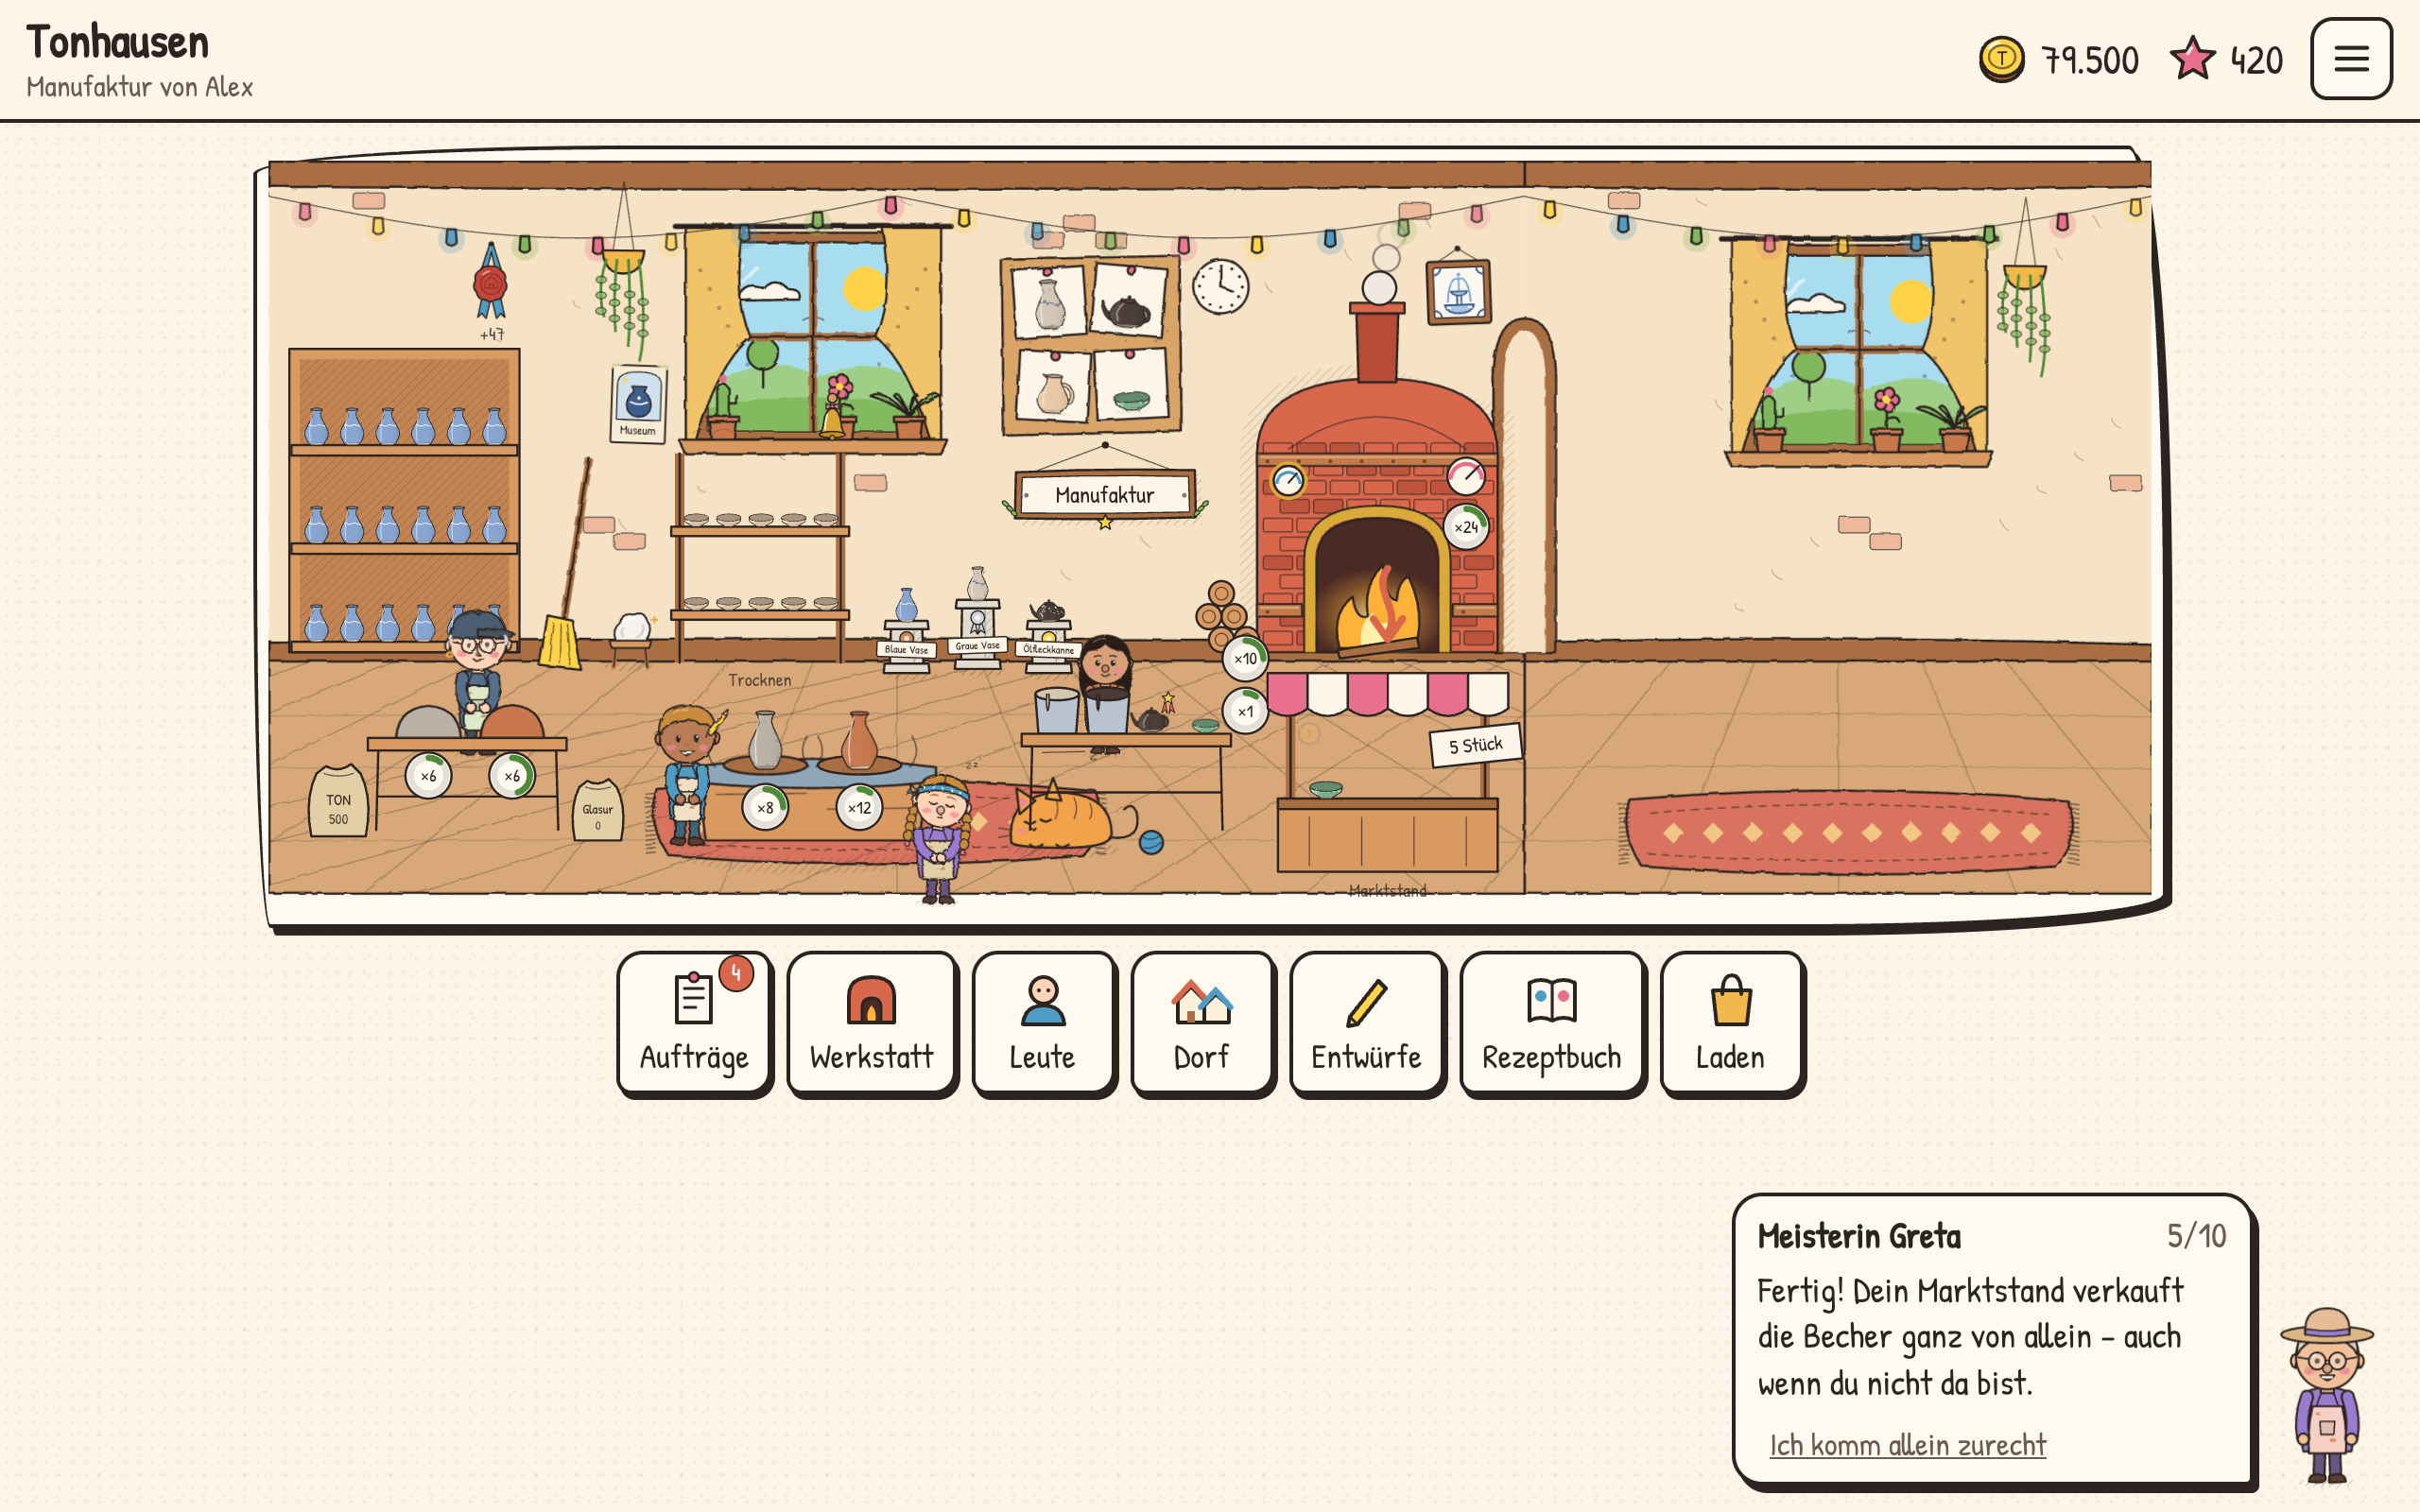 Tonhausen
Manufaktur von Alex
T
79.500
420
+47
Museum
Manufaktur
×24
Blaue Vase
Graue Vase
Ölfleckkanne
×10
Trocknen
×1
5 Stück
zz
z
×6
×6
TON
500
Glasur
0
×8
×12
Marktstand
4
Aufträge
Werkstatt
Leute
Dorf
Entwürfe
Rezeptbuch
Laden
Meisterin Greta
5/10
Fertig! Dein Marktstand verkauft
die Becher ganz von allein – auch
wenn du nicht da bist.
Ich komm allein zurecht